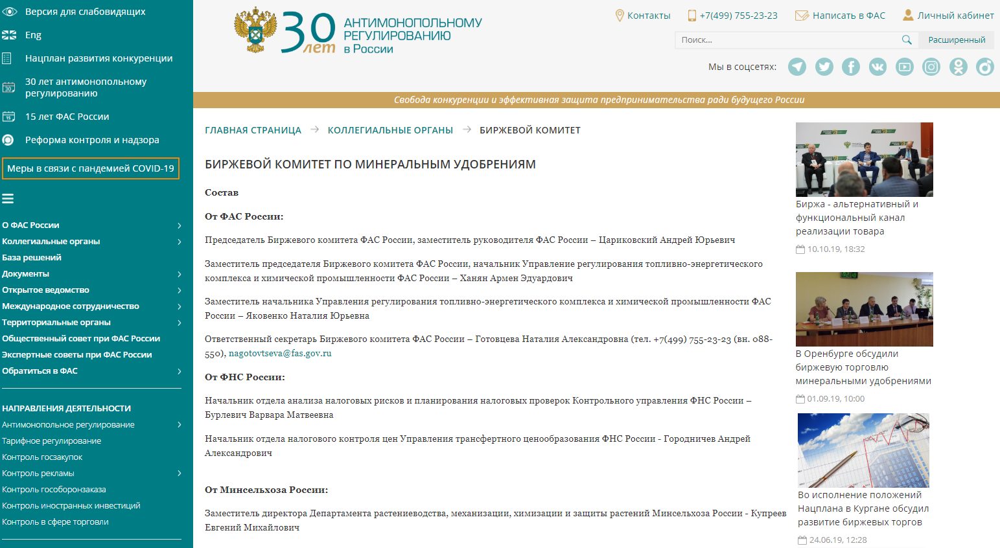 Версия для слабовидящих
Eng
Нацплан развития конкуренции
30 лет антимонопольному
регулированию
15 лет ФАС России
Реформа контроля и надзора
Меры в связи с пандемией COVID-19
О ФАС России
Коллегиальные органы
База решений
Документы
Открытое ведомство
Международное сотрудничество
Территориальные органы
Общественный совет при ФАС России
Экспертные советы при ФАС России
Обратиться в ФАС
НАПРАВЛЕНИЯ ДЕЯТЕЛЬНОСТИ
Антимонопольное регулирование
Тарифное регулирование
Контроль госзакупок
Контроль рекламы
Контроль гособоронзаказа
Контроль иностранных инвестиций
Контроль в сфере торговли
30 лет
АНТИМОНОПОЛЬНОМУ
РЕГУЛИРОВАНИЮ
в России
Контакты
+7(499) 755-23-23
Написать в ФАС
Личный кабинет
Поиск...
Расширенный
Мы в соцсетях:
Свобода конкуренции и эффективная защита предпринимательства ради будущего России
ГЛАВНАЯ СТРАНИЦА → КОЛЛЕГИАЛЬНЫЕ ОРГАНЫ → БИРЖЕВОЙ КОМИТЕТ
БИРЖЕВОЙ КОМИТЕТ ПО МИНЕРАЛЬНЫМ УДОБРЕНИЯМ
Состав
От ФАС России:
Председатель Биржевого комитета ФАС России, заместитель руководителя ФАС России – Цариковский Андрей Юрьевич
Заместитель председателя Биржевого комитета ФАС России, начальник Управление регулирования топливно-энергетического
комплекса и химической промышленности ФАС России – Ханян Армен Эдуардович
Заместитель начальника Управления регулирования топливно-энергетического комплекса и химической промышленности ФАС
России – Яковенко Наталия Юрьевна
Ответственный секретарь Биржевого комитета ФАС России – Готовцева Наталия Александровна (тел. +7(499) 755-23-23 (вн. 088-
550), nagotovtseva@fas.gov.ru
От ФНС России:
Начальник отдела анализа налоговых рисков и планирования налоговых проверок Контрольного управления ФНС России –
Бурлевич Варвара Матвеевна
Начальник отдела налогового контроля цен Управления трансфертного ценообразования ФНС России - Городничев Андрей
Александрович
От Минсельхоза России:
Заместитель директора Департамента растениеводства, механизации, химизации и защиты растений Минсельхоза России - Купреев
Евгений Михайлович
Биржа - альтернативный и
функциональный канал
реализации товара
10.10.19, 18:32
В Оренбурге обсудили
биржевую торговлю
минеральными удобрениями
01.09.19, 10:00
Во исполнение положений
Нацплана в Кургане обсудил
развитие биржевых торгов
24.06.19, 12:28